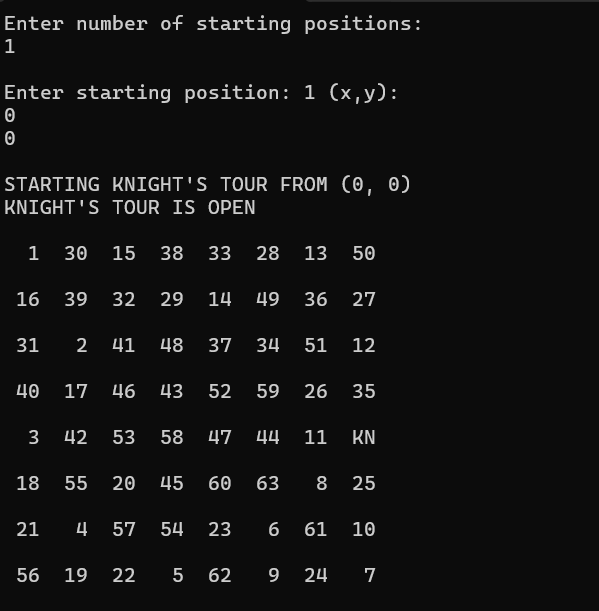 Enter number of starting positions:
1
Enter starting position: 1 (x,y):
0
0
STARTING KNIGHT'S TOUR FROM (0, 0)
KNIGHT'S TOUR IS OPEN
1 30 15 38 33 28 13 50
16 39 32 29 14 49 36 27
31 2 41 48 37 34 51 12
40 17 46 43 52 59 26 35
3 42 53 58 47 44 11 KN
18 55 20 45 60 63 8 25
21 4 57 54 23 6 61 10
56 19 22 5 62 9 24 7